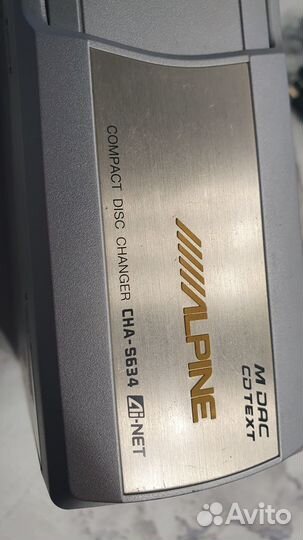 M DAC
CD TEXT
ALPINE
COMPACT DISC CHANGER CHA-S634 Ai-NET
Avito